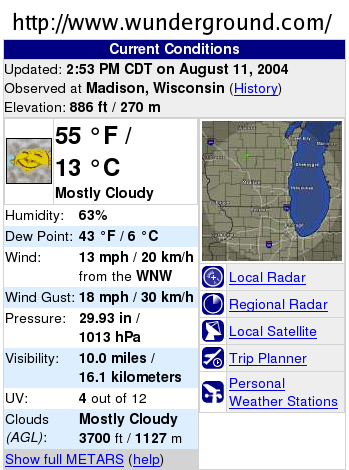 http://www.wunderground.com/
Current Conditions
Updated: 2:53 PM CDT on August 11, 2004
Observed at Madison, Wisconsin (History)
Elevation: 886 ft / 270 m
55 °F /
13 °C
Mostly Cloudy
Humidity: 63%
Dew Point: 43 °F / 6 °C
Wind: 13 mph / 20 km/h
from the WNW
Wind Gust: 18 mph / 30 km/h
Pressure: 29.93 in /
1013 hPa
Visibility: 10.0 miles /
16.1 kilometers
UV: 4 out of 12
Clouds Mostly Cloudy
(AGL): 3700 ft / 1127 m
Show full METARS (help)
Local Radar
Regional Radar
Local Satellite
Trip Planner
Personal
Weather Stations